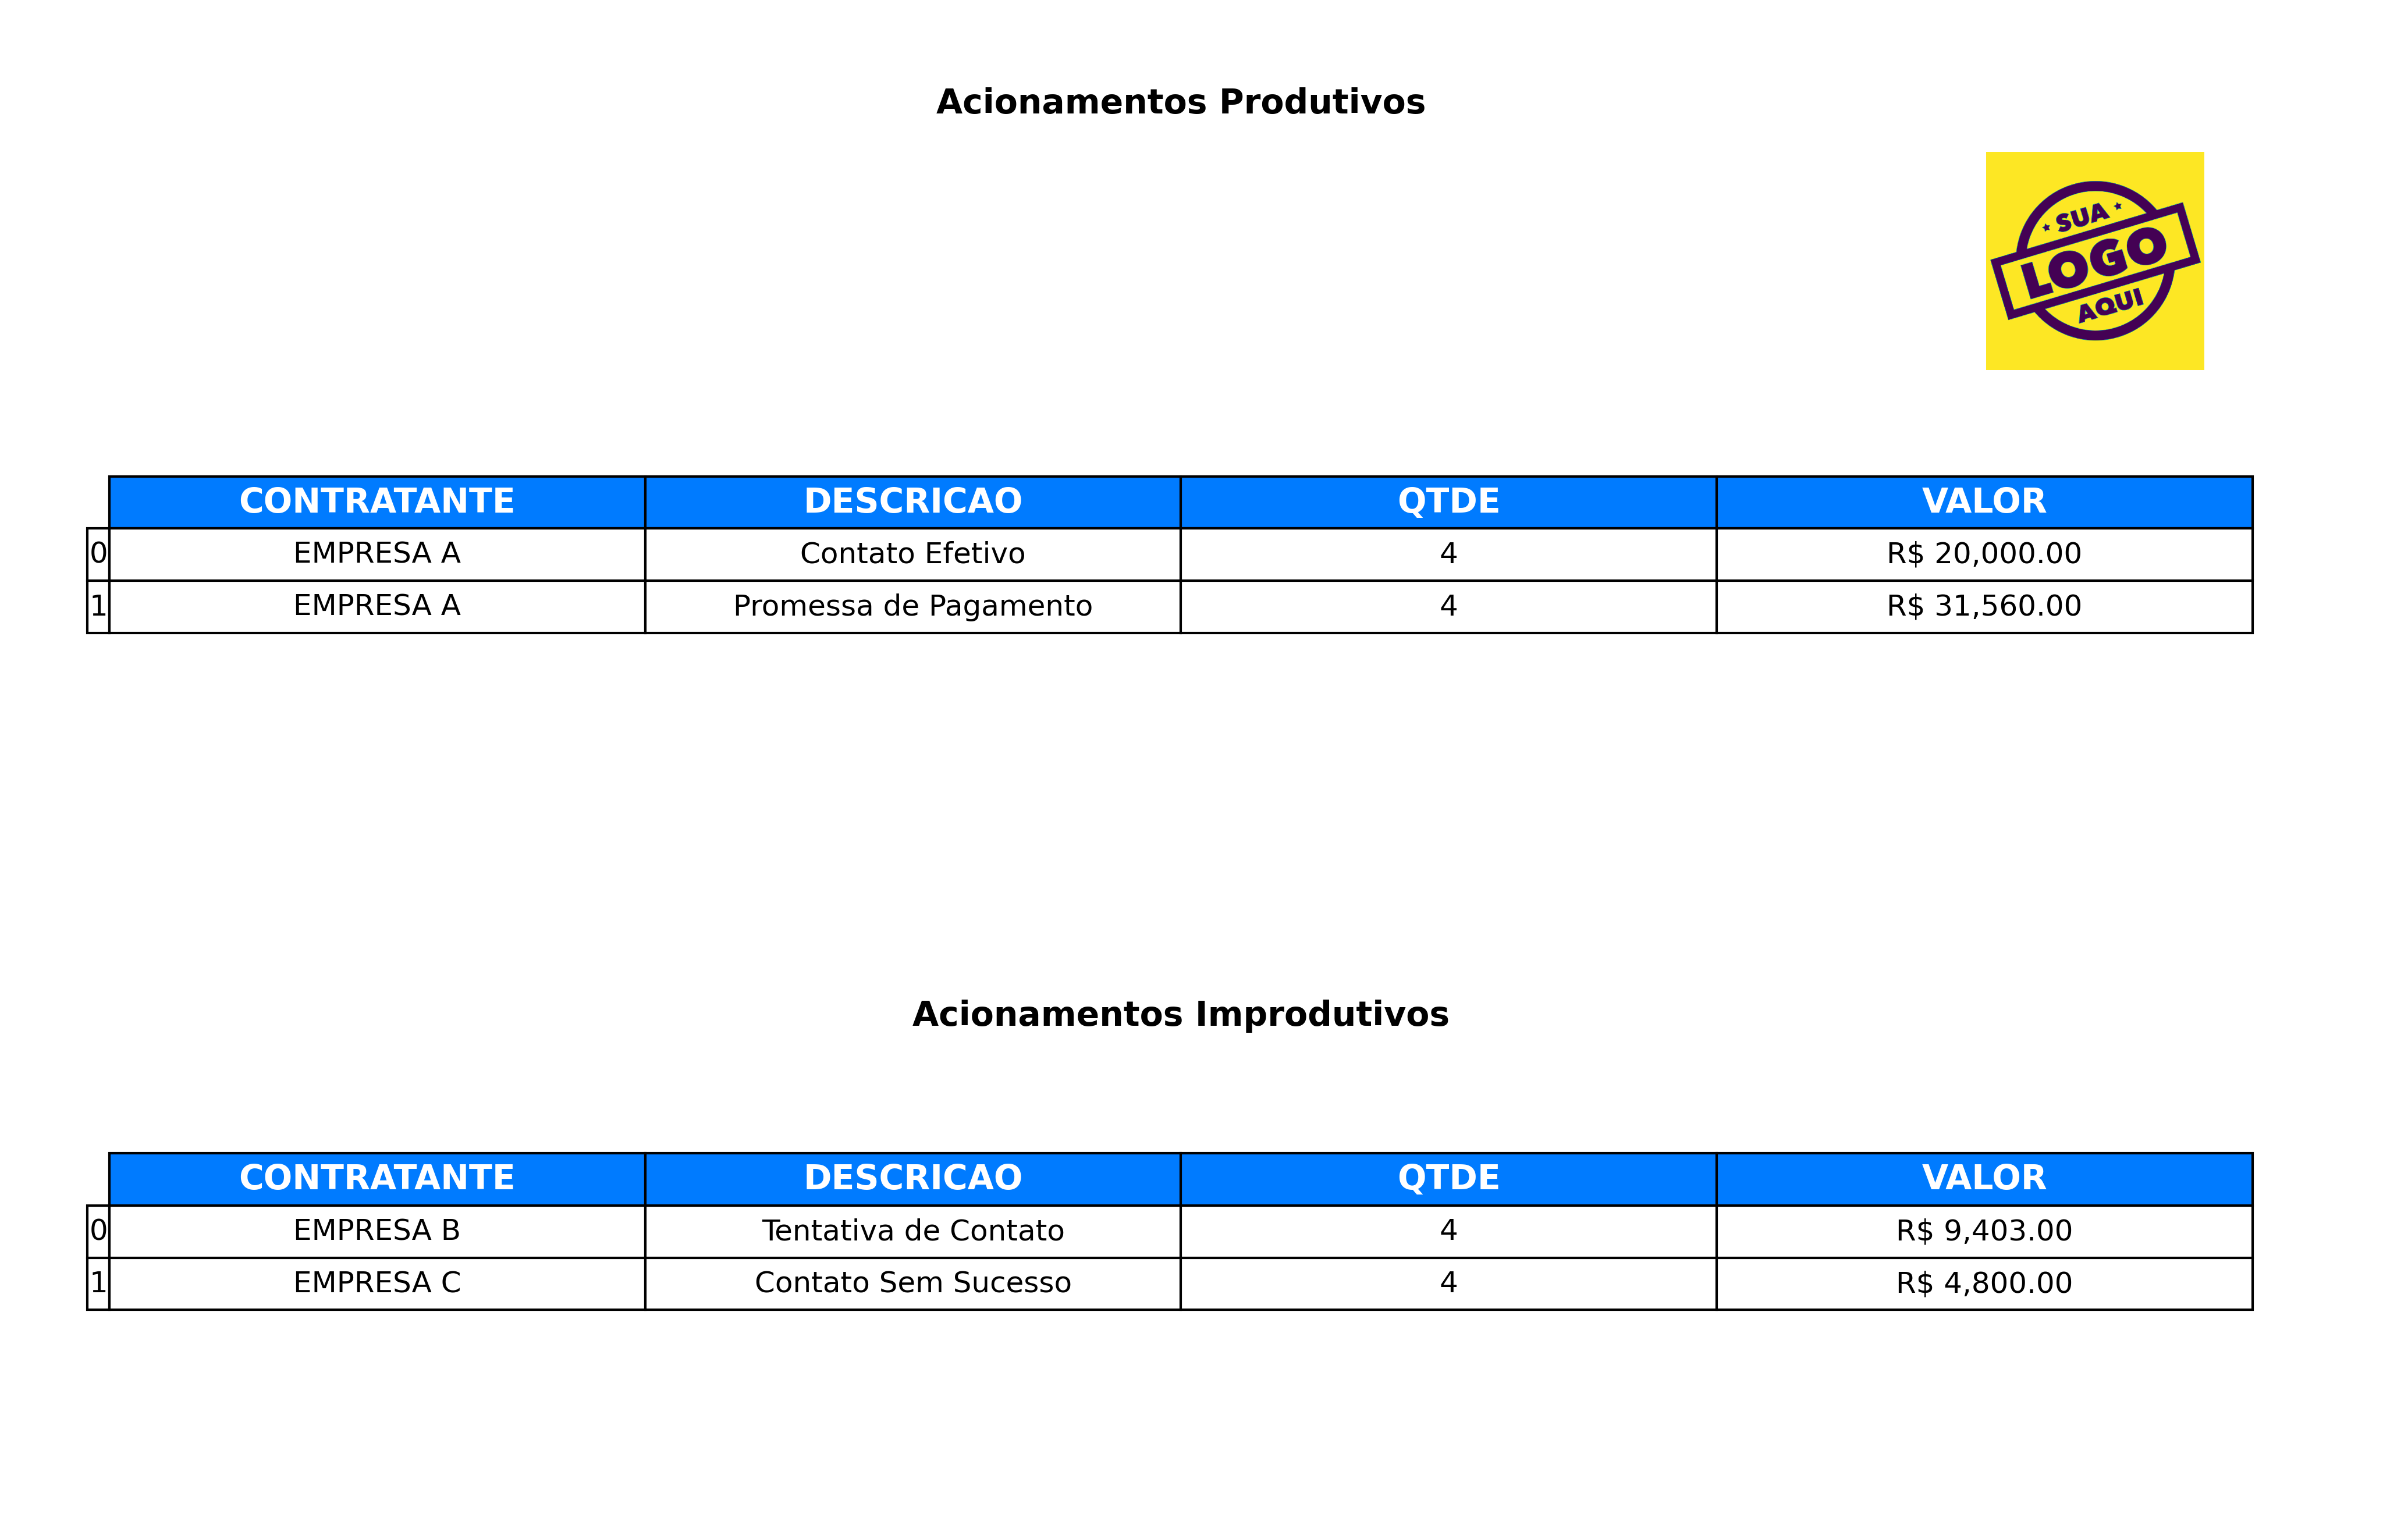 Acionamentos Produtivos
SUA
LOGO
AQUI
CONTRATANTE DESCRICAO QTDE VALOR
0 EMPRESA A Contato Efetivo 4 R$ 20,000.00
1 EMPRESA A Promessa de Pagamento 4 R$ 31,560.00
Acionamentos Improdutivos
CONTRATANTE DESCRICAO QTDE VALOR
0 EMPRESA B Tentativa de Contato 4 R$ 9,403.00
1 EMPRESA C Contato Sem Sucesso 4 R$ 4,800.00